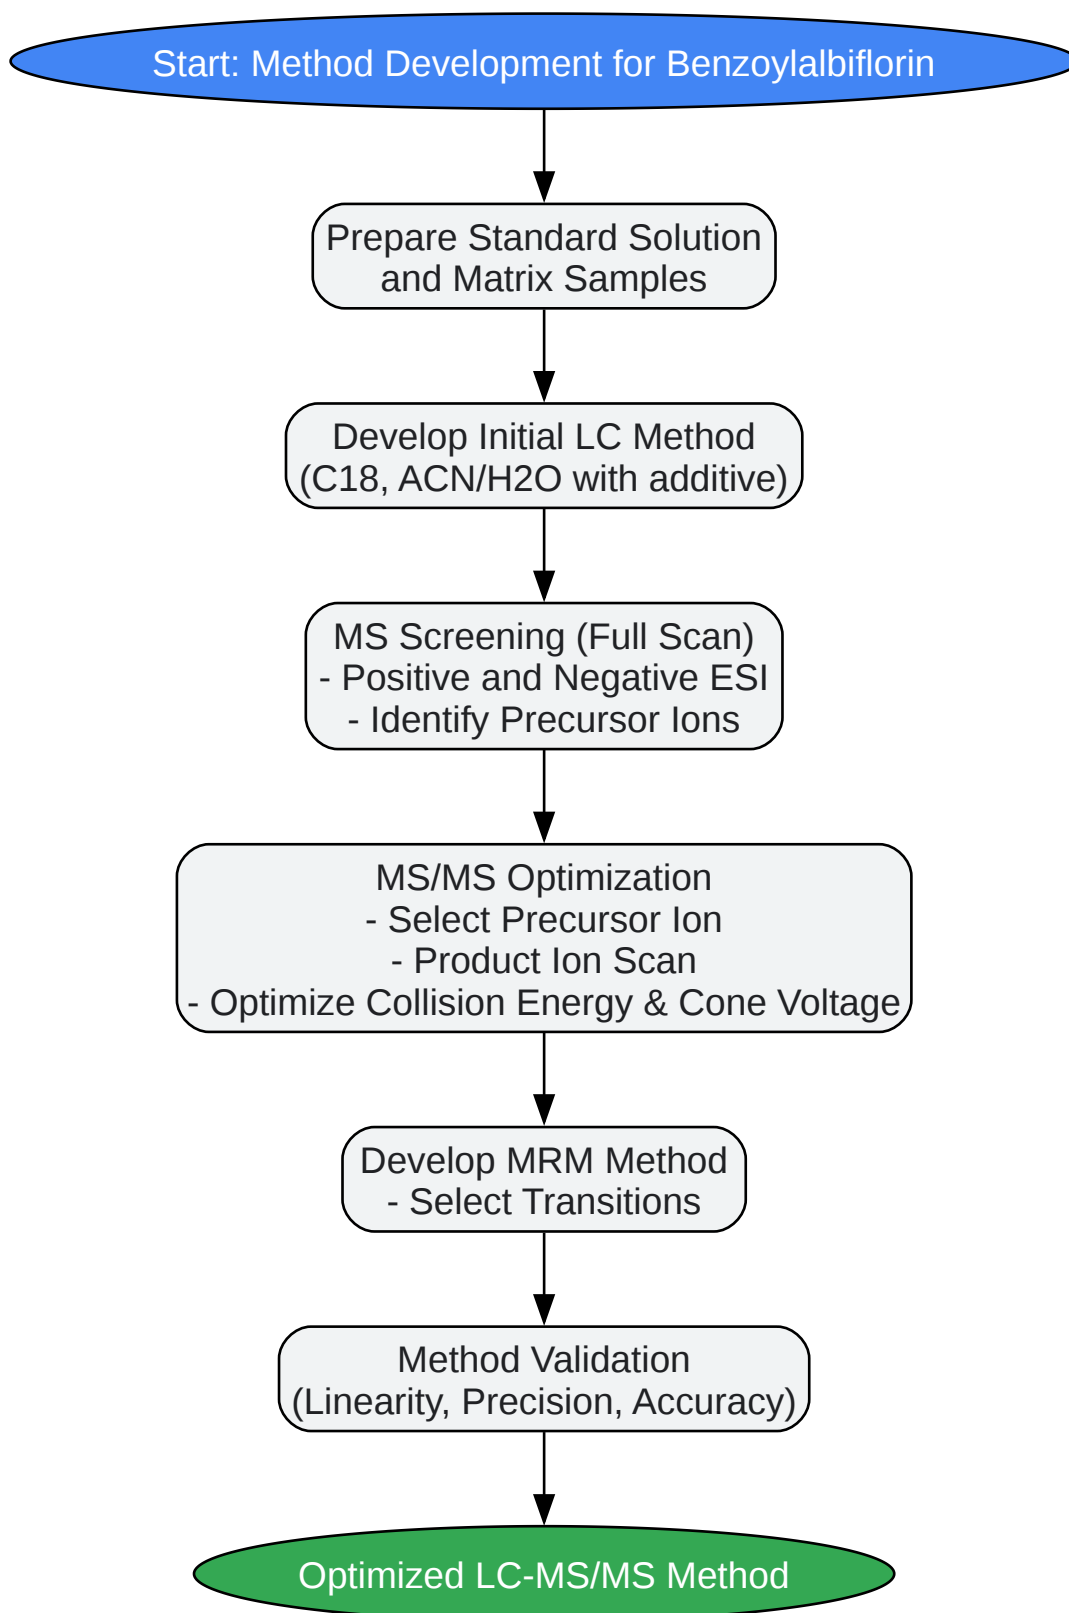 Start: Method Development for Benzoylalbiflorin
Prepare Standard Solution
and Matrix Samples
Develop Initial LC Method
(C18, ACN/H2O with additive)
MS Screening (Full Scan)
- Positive and Negative ESI
- Identify Precursor Ions
MS/MS Optimization
- Select Precursor Ion
- Product Ion Scan
- Optimize Collision Energy & Cone Voltage
Develop MRM Method
- Select Transitions
Method Validation
(Linearity, Precision, Accuracy)
Optimized LC-MS/MS Method